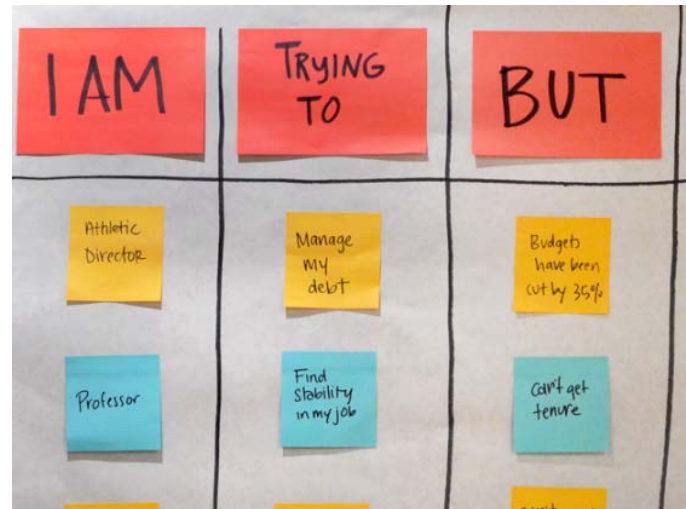 I AM
TRYING
TO
BUT
Athletic
Director
Manage
my
debt
Budgets
have been
cut by 35%
Professor
Find
Stability
in my job
Can't get
tenure